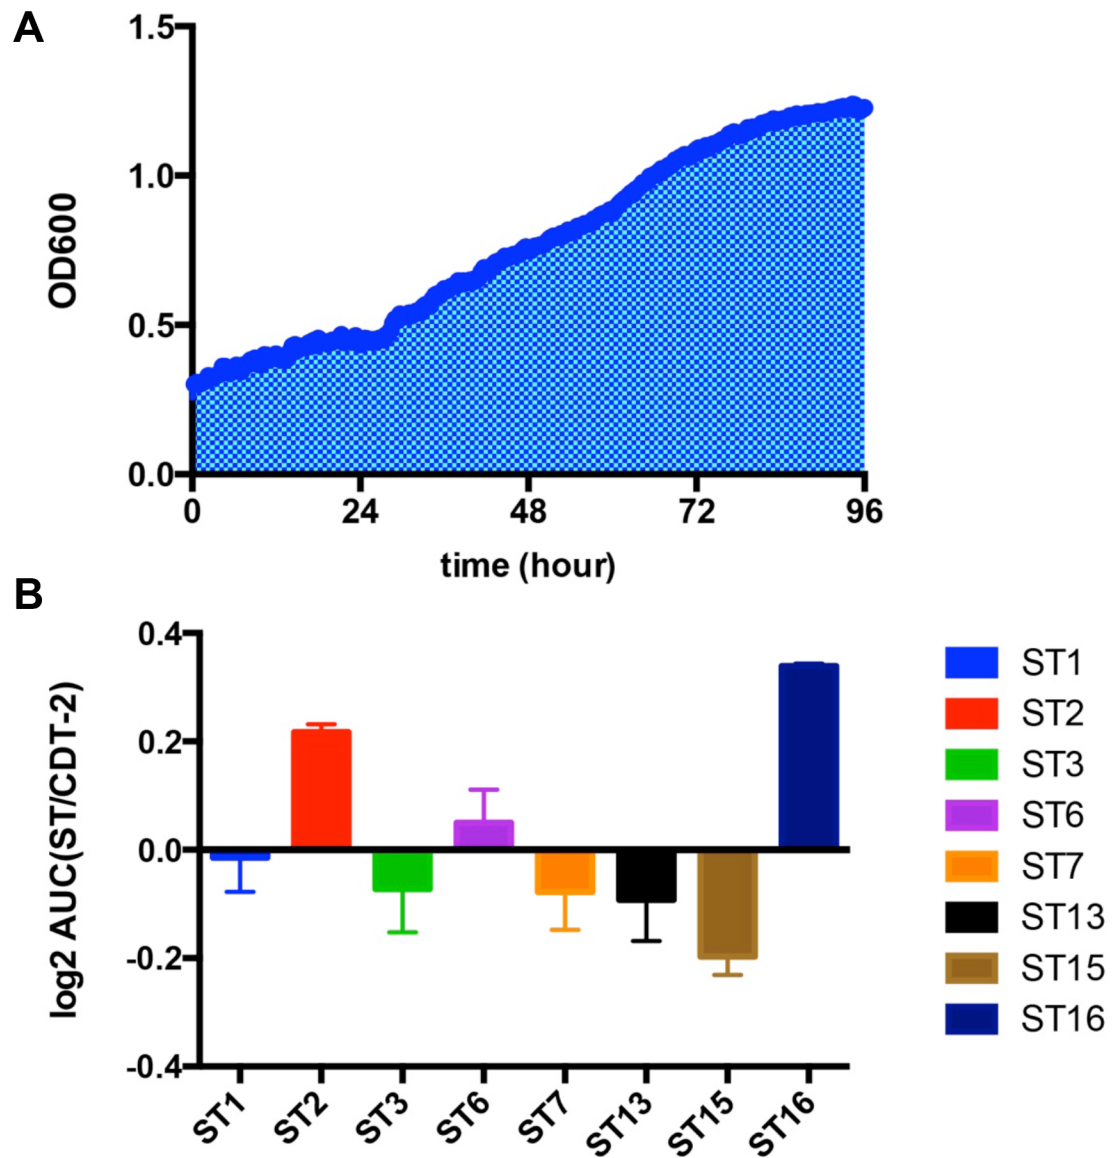 A
1.5
1.0
0.5
0.0
OD600
0 24 48 72 96
time (hour)
B
0.4
0.2
0.0
-0.2
-0.4
log2 AUC(ST/CDT-2)
ST1 ST2 ST3 ST6 ST7 ST13 ST15 ST16
ST1
ST2
ST3
ST6
ST7
ST13
ST15
ST16